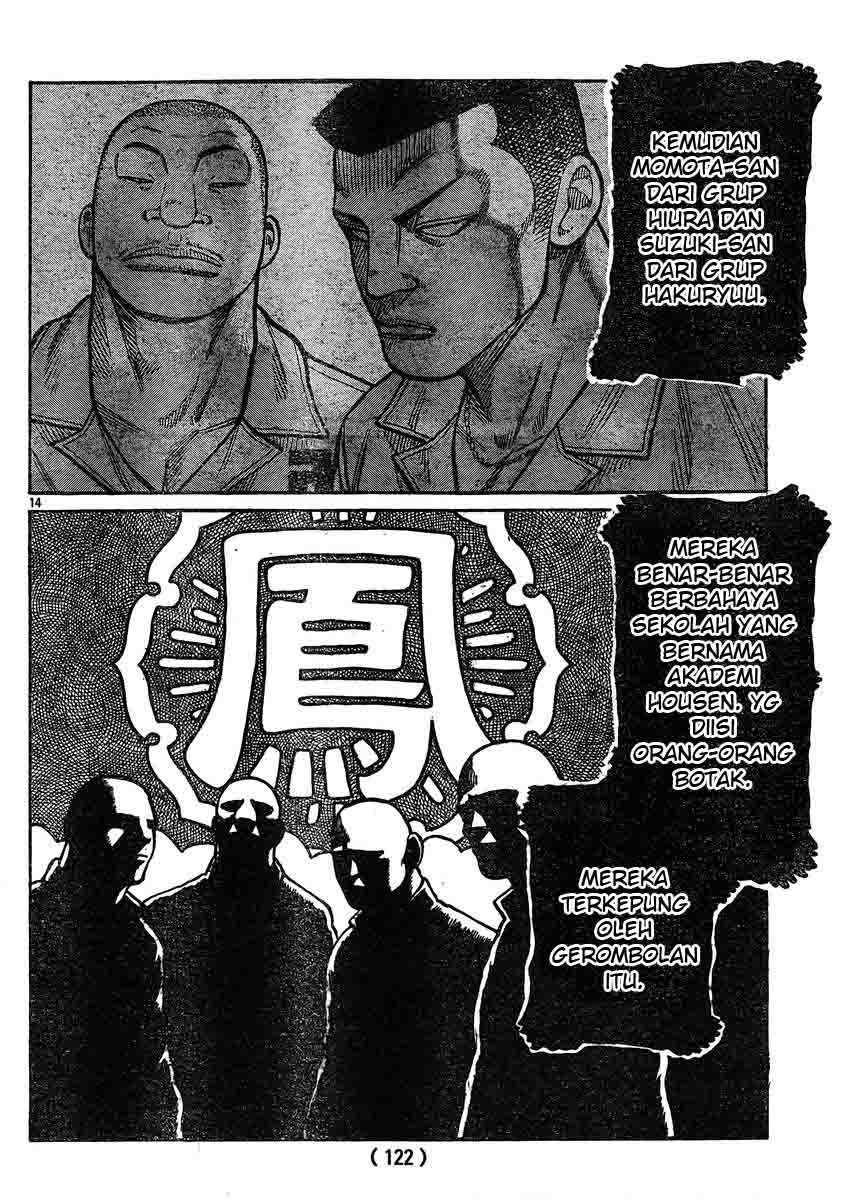 KEMUDIAN
MOMOTA-SAN
DARI GRUP
HIURA DAN
SUZUKI-SAN
DARI GRUP
HAKURYUU.
14
鳳
MEREKA
BENAR-BENAR
BERBAHAYA
SEKOLAH YANG
BERNAMA
AKADEMI
HOUSEN. YG
DIISI
ORANG-ORANG
BOTAK.
MEREKA
TERKEPUNG
OLEH
GEROMBOLAN
ITU.
( 122 )